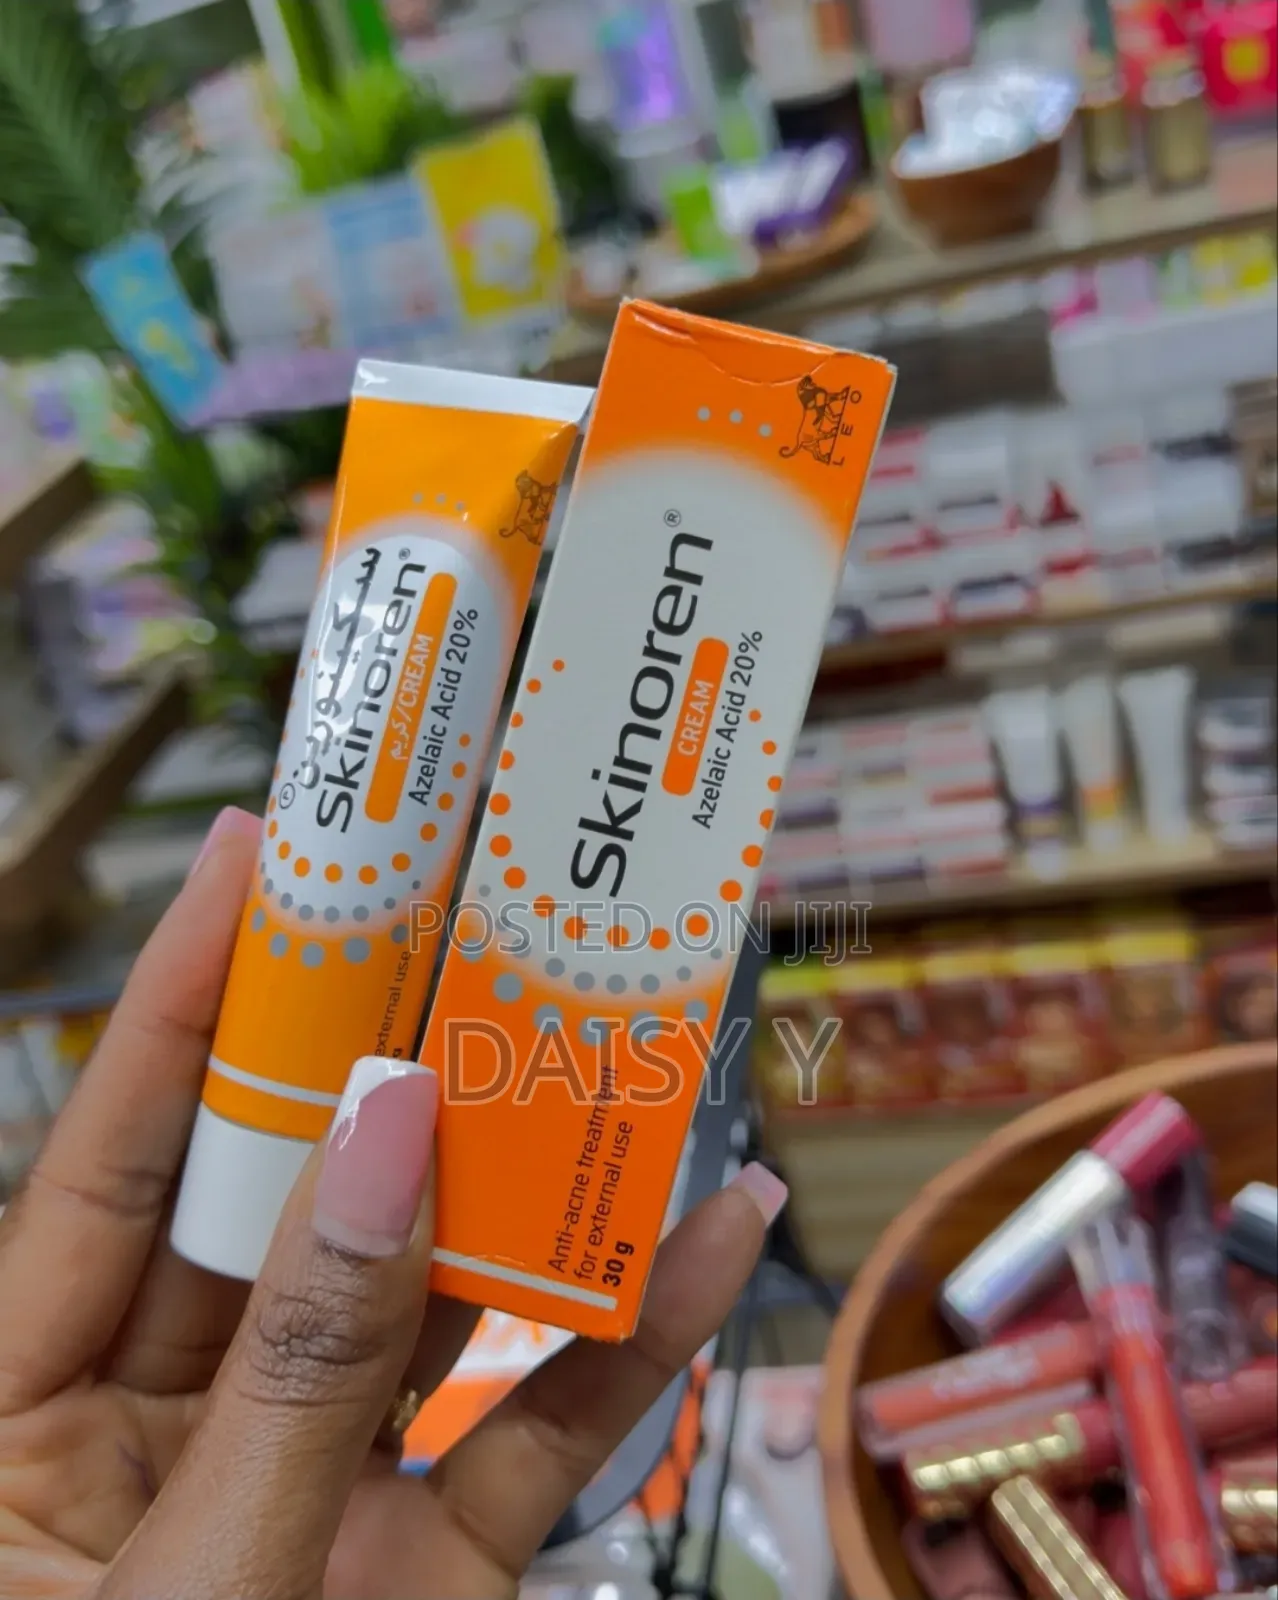 سكينورين
Skinoren®
كريم/CREAM
Azelaic Acid 20%
external use
LEO
Skinoren®
CREAM
Azelaic Acid 20%
Anti-acne treatment
for external use
30 g
POSTED ON JIJI
DAISY Y